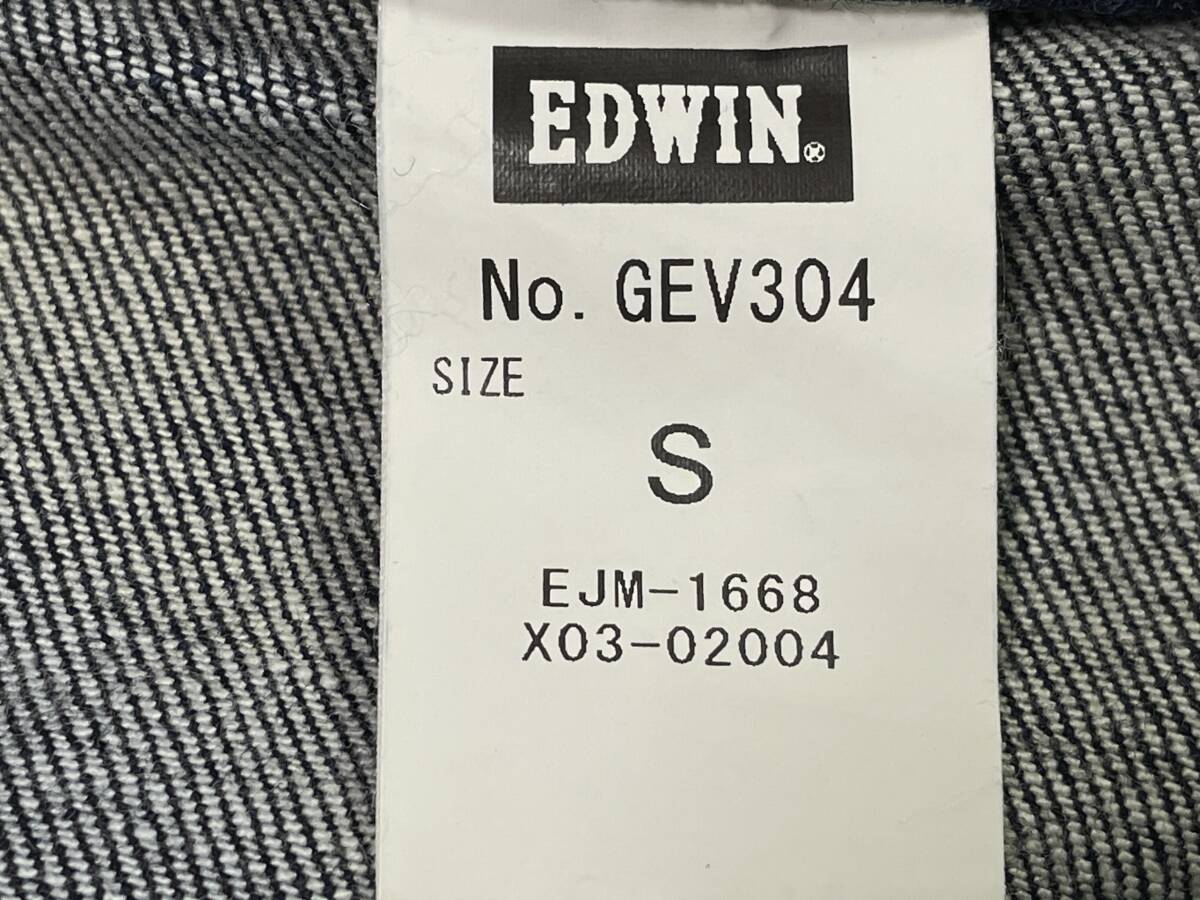 EDWIN®
No. GEV304
SIZE
S
EJM-1668
X03-02004